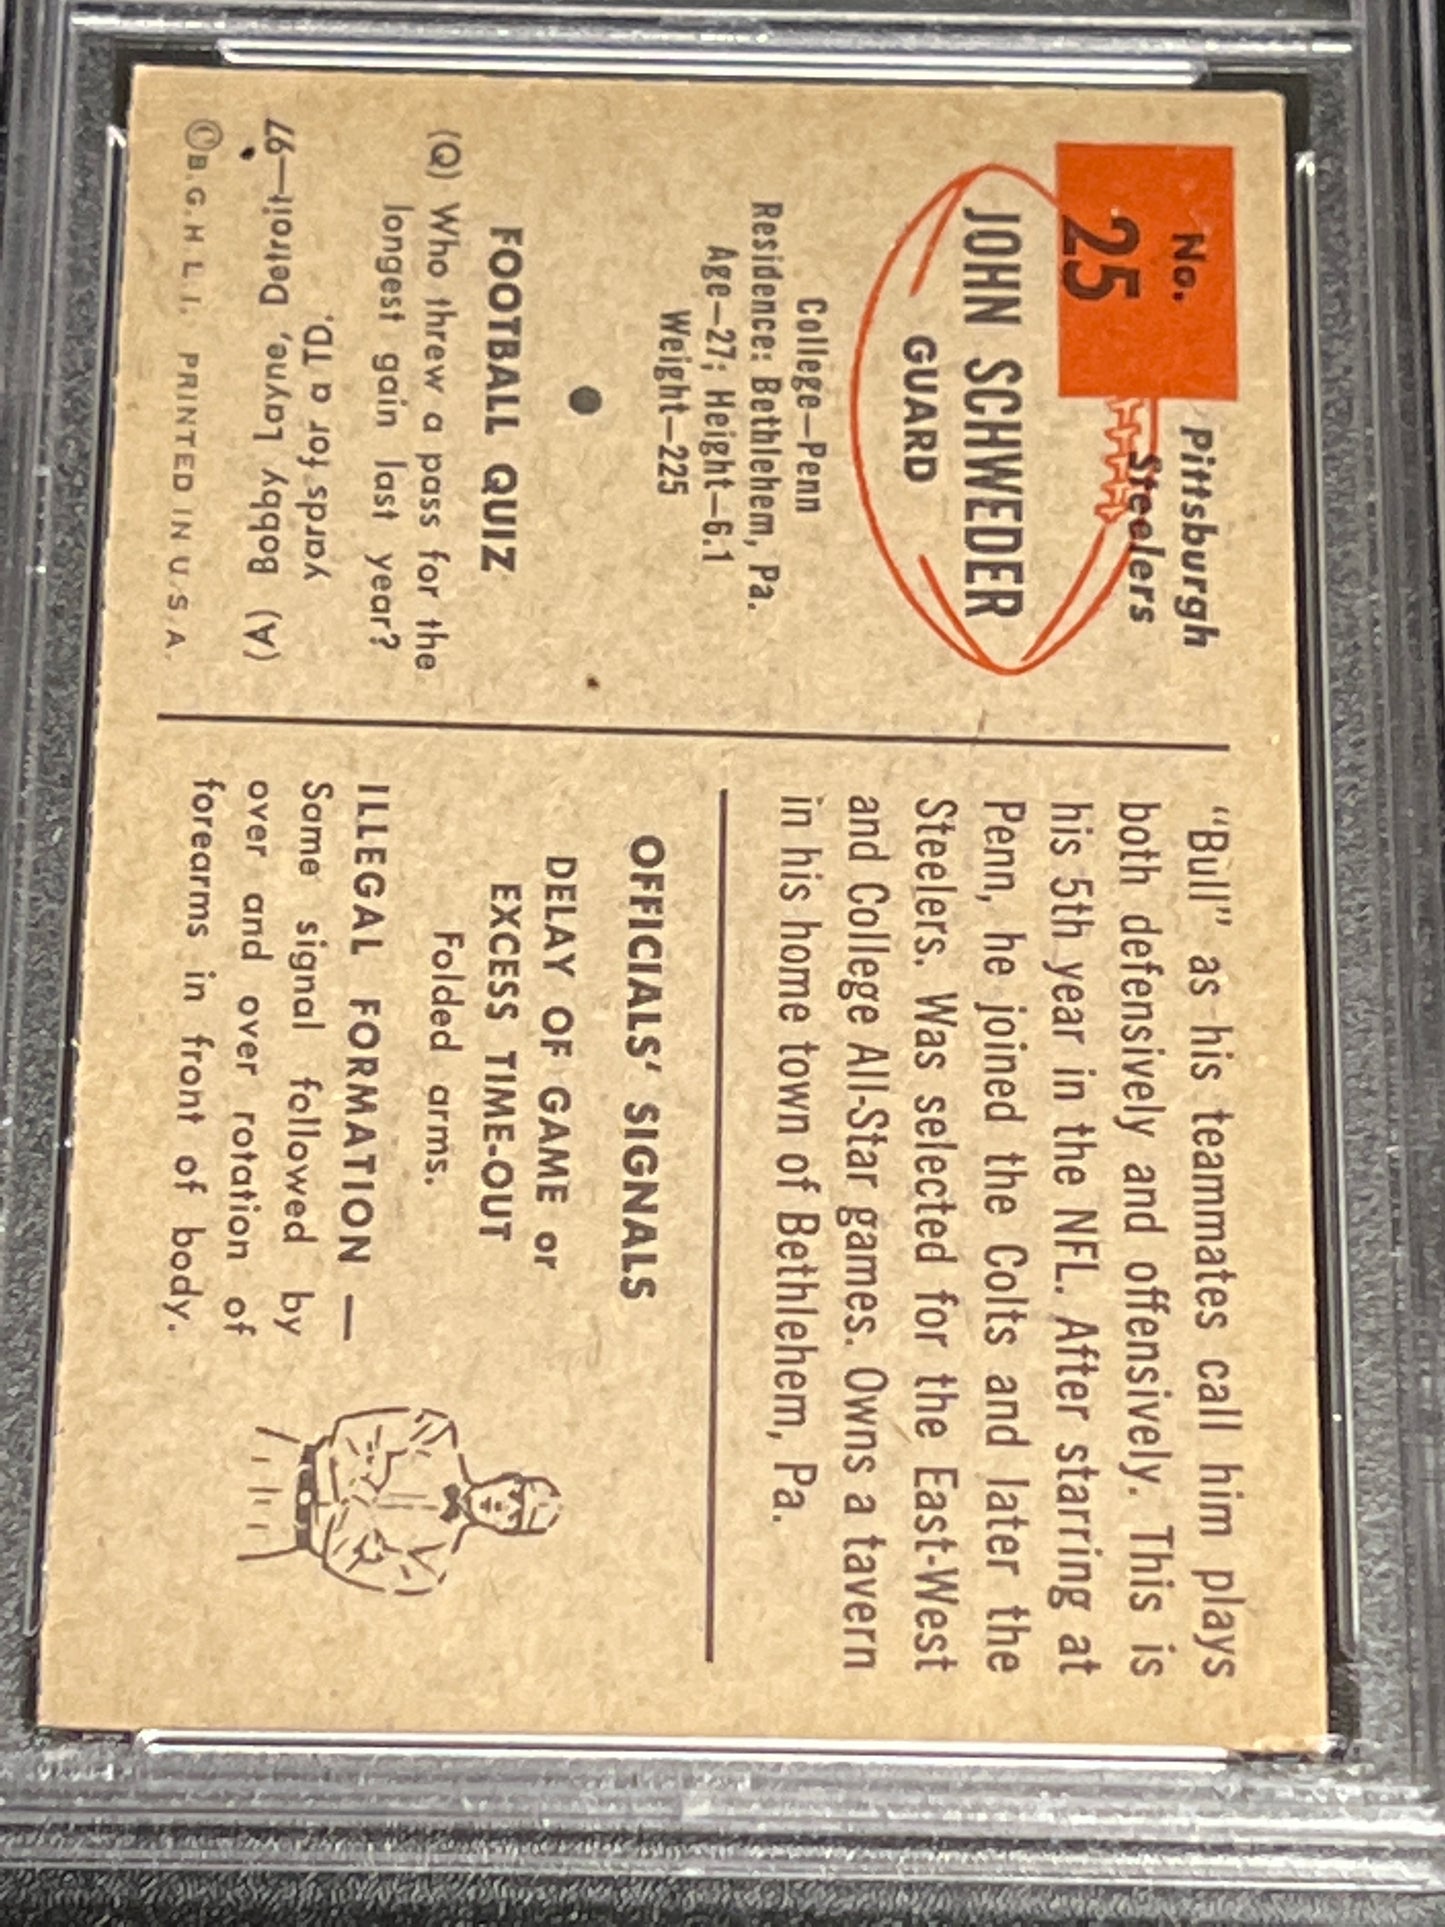 No.
25
Pittsburgh
Steelers
JOHN SCHWEDER
GUARD
College—Penn
Residence: Bethlehem, Pa.
Age—27; Height—6.1
Weight—225
FOOTBALL QUIZ
(Q) Who threw a pass for the
longest gain last year?
yards for a TD.
(A) Bobby Layne, Detroit—97
©B.G.H L.I. PRINTED IN U.S.A.
"Bull" as his teammates call him plays
both defensively and offensively. This is
his 5th year in the NFL. After starring at
Penn, he joined the Colts and later the
Steelers. Was selected for the East-West
and College All-Star games. Owns a tavern
in his home town of Bethlehem, Pa.
OFFICIALS' SIGNALS
DELAY OF GAME or
EXCESS TIME-OUT
Folded arms.
ILLEGAL FORMATION —
Same signal followed by
over and over rotation of
forearms in front of body.